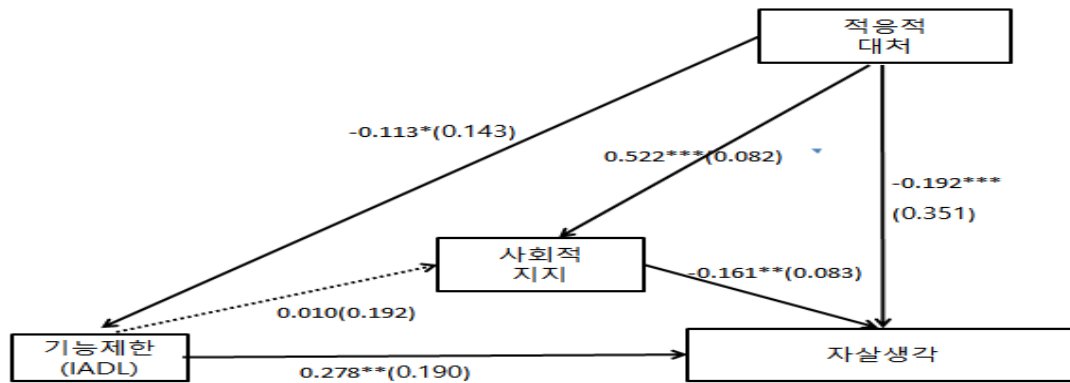 적응적
대처
-0.113*(0.143)
0.522***(0.082)
-0.192***
(0.351)
사회적
지지
-0.161**(0.083)
0.010(0.192)
기능제한
(IADL)
자살생각
0.278**(0.190)